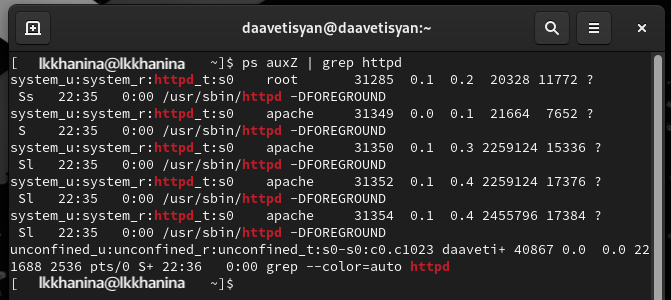 daavetisyan@daavetisyan:~
[ lkkhanina@lkkhanina ~]$ ps auxZ | grep httpd
system_u:system_r:httpd_t:s0 root 31285 0.1 0.2 20328 11772 ?
Ss 22:35 0:00 /usr/sbin/httpd -DFOREGROUND
system_u:system_r:httpd_t:s0 apache 31349 0.0 0.1 21664 7652 ?
S 22:35 0:00 /usr/sbin/httpd -DFOREGROUND
system_u:system_r:httpd_t:s0 apache 31350 0.1 0.3 2259124 15336 ?
Sl 22:35 0:00 /usr/sbin/httpd -DFOREGROUND
system_u:system_r:httpd_t:s0 apache 31352 0.1 0.4 2259124 17376 ?
Sl 22:35 0:00 /usr/sbin/httpd -DFOREGROUND
system_u:system_r:httpd_t:s0 apache 31354 0.1 0.4 2455796 17384 ?
Sl 22:35 0:00 /usr/sbin/httpd -DFOREGROUND
unconfined_u:unconfined_r:unconfined_t:s0-s0:c0.c1023 daaveti+ 40867 0.0 0.0 22
1688 2536 pts/0 S+ 22:36 0:00 grep --color=auto httpd
[ lkkhanina@lkkhanina ~]$